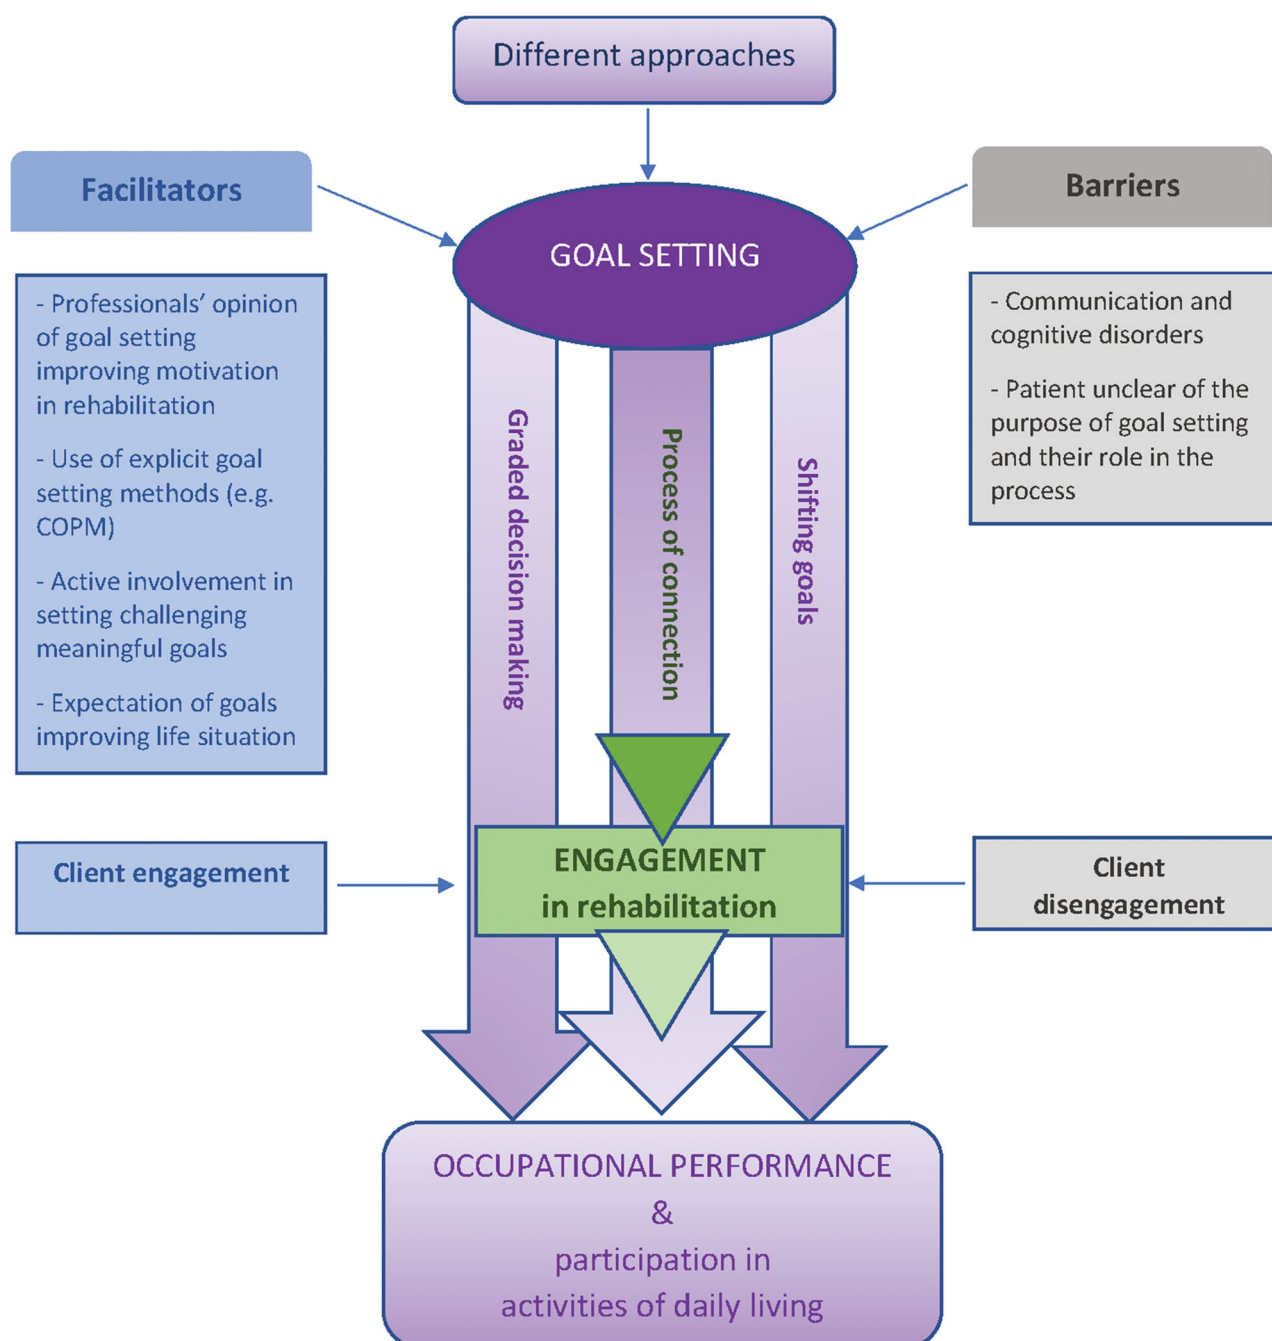 Different approaches
Facilitators
Barriers
GOAL SETTING
- Professionals’ opinion
of goal setting
improving motivation
in rehabilitation
- Use of explicit goal
setting methods (e.g.
COPM)
- Active involvement in
setting challenging
meaningful goals
- Expectation of goals
improving life situation
- Communication and
cognitive disorders
- Patient unclear of the
purpose of goal setting
and their role in the
process
Graded decision making
Process of connection
Shifting goals
Client engagement
ENGAGEMENT
in rehabilitation
Client
disengagement
OCCUPATIONAL PERFORMANCE
&
participation in
activities of daily living